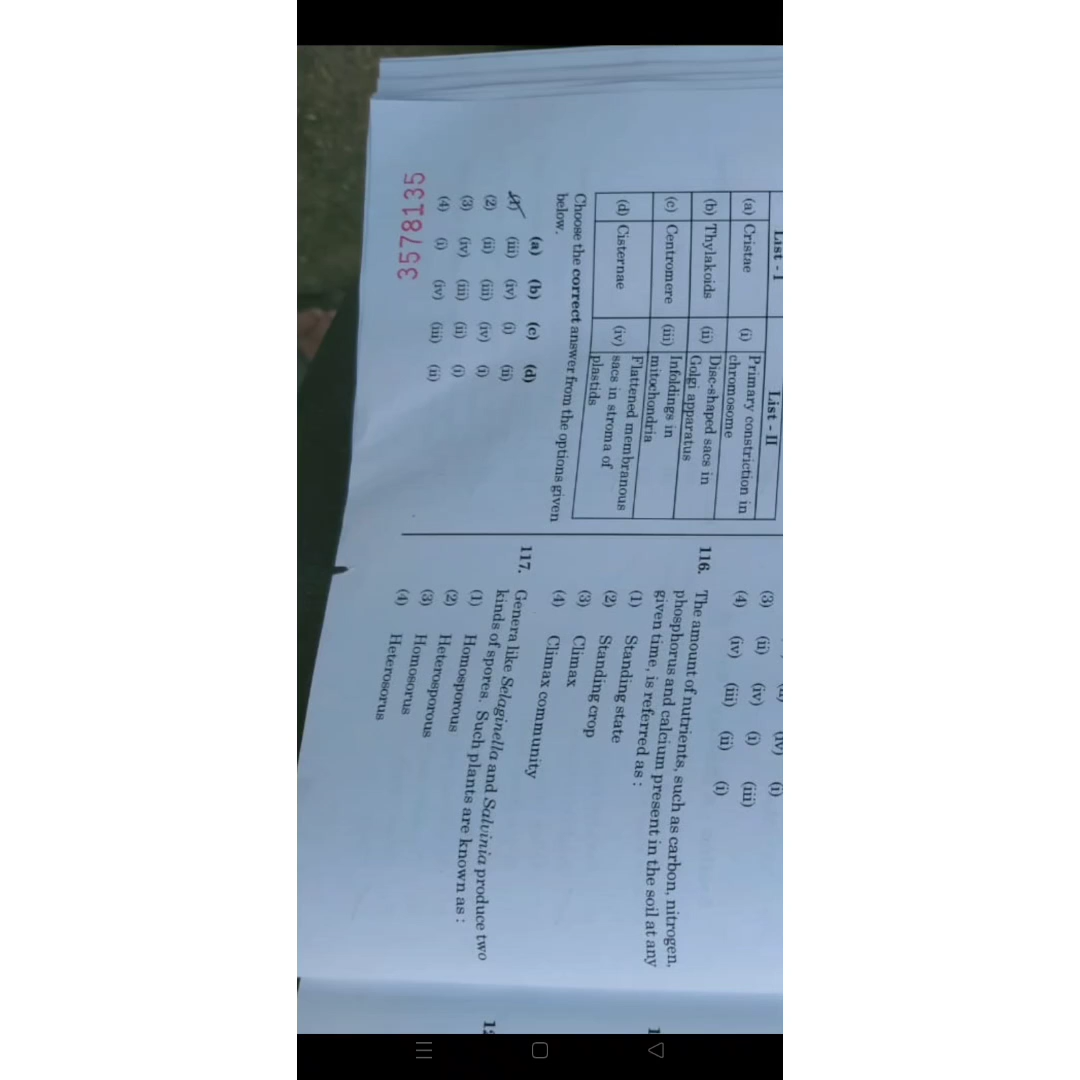 List - I List - II
(a) Cristae (i) Primary constriction in
chromosome
(b) Thylakoids (ii) Disc-shaped sacs in
Golgi apparatus
(c) Centromere (iii) Infoldings in
mitochondria
(d) Cisternae (iv) Flattened membranous
sacs in stroma of
plastids
Choose the correct answer from the options given
below.
(a) (b) (c) (d)
(1) (iii) (iv) (i) (ii)
(2) (ii) (iii) (iv) (i)
(3) (iv) (iii) (ii) (i)
(4) (i) (iv) (iii) (ii)
3578135
(iv) (i)
(3) (ii) (iv) (i) (iii)
(4) (iv) (iii) (ii) (i)
116. The amount of nutrients, such as carbon, nitrogen,
phosphorus and calcium present in the soil at any
given time, is referred as :
(1) Standing state
(2) Standing crop
(3) Climax
(4) Climax community
117. Genera like Selaginella and Salvinia produce two
kinds of spores. Such plants are known as :
(1) Homosporous
(2) Heterosporous
(3) Homosorus
(4) Heterosorus